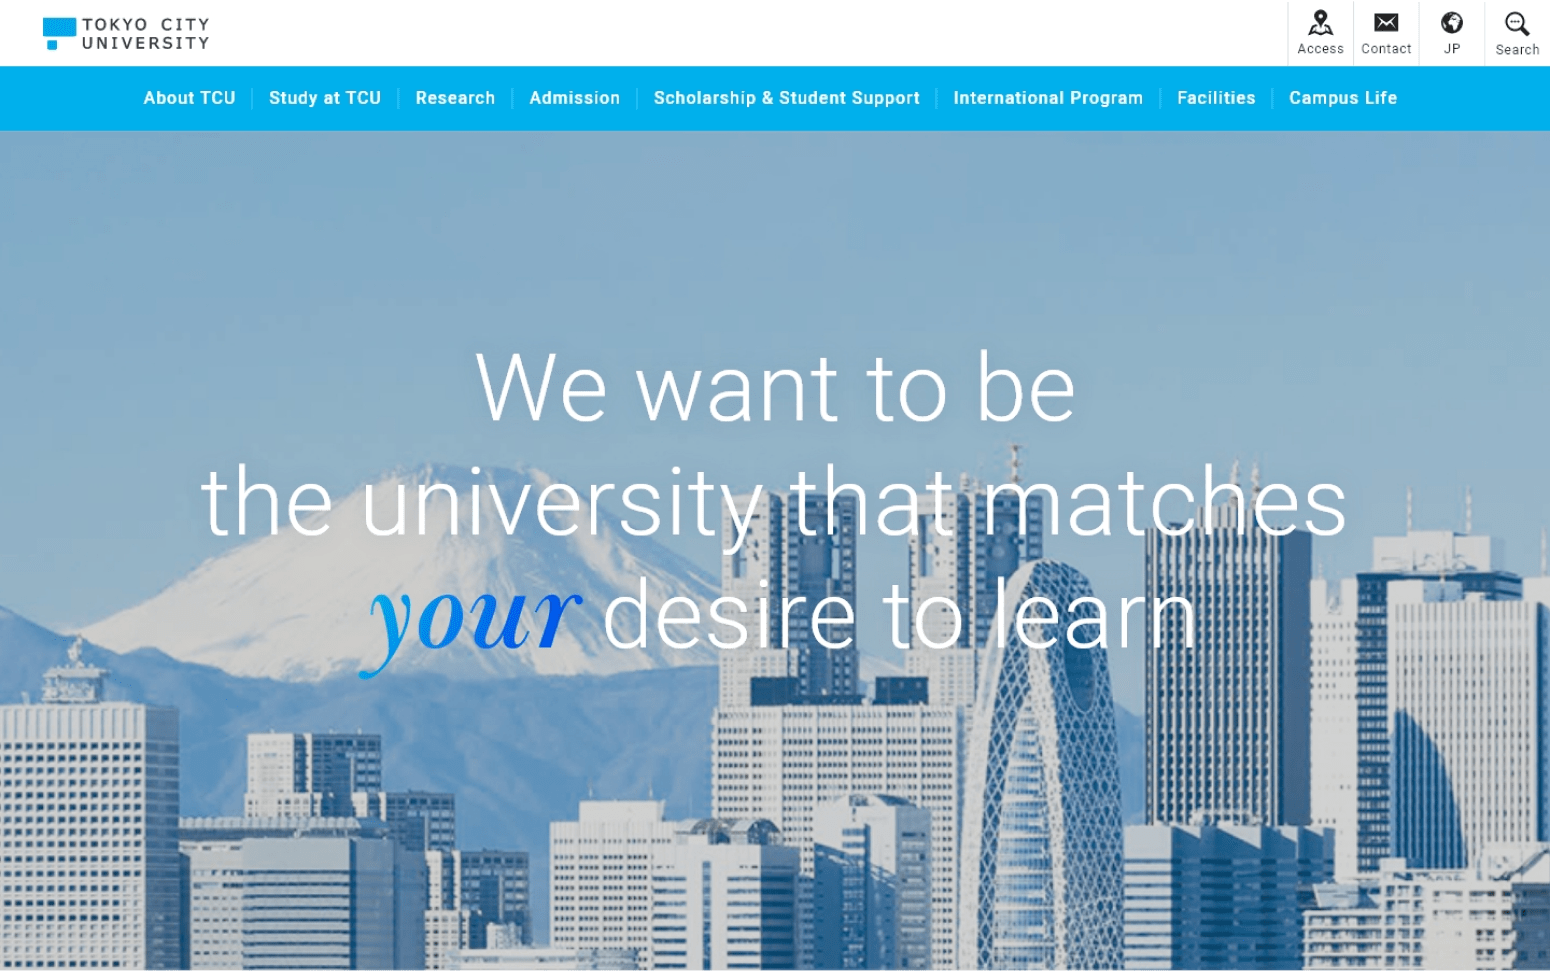 TOKYO CITY
UNIVERSITY
Access
Contact
JP
Search
About TCU
Study at TCU
Research
Admission
Scholarship & Student Support
International Program
Facilities
Campus Life
We want to be
the university that matches
your desire to learn